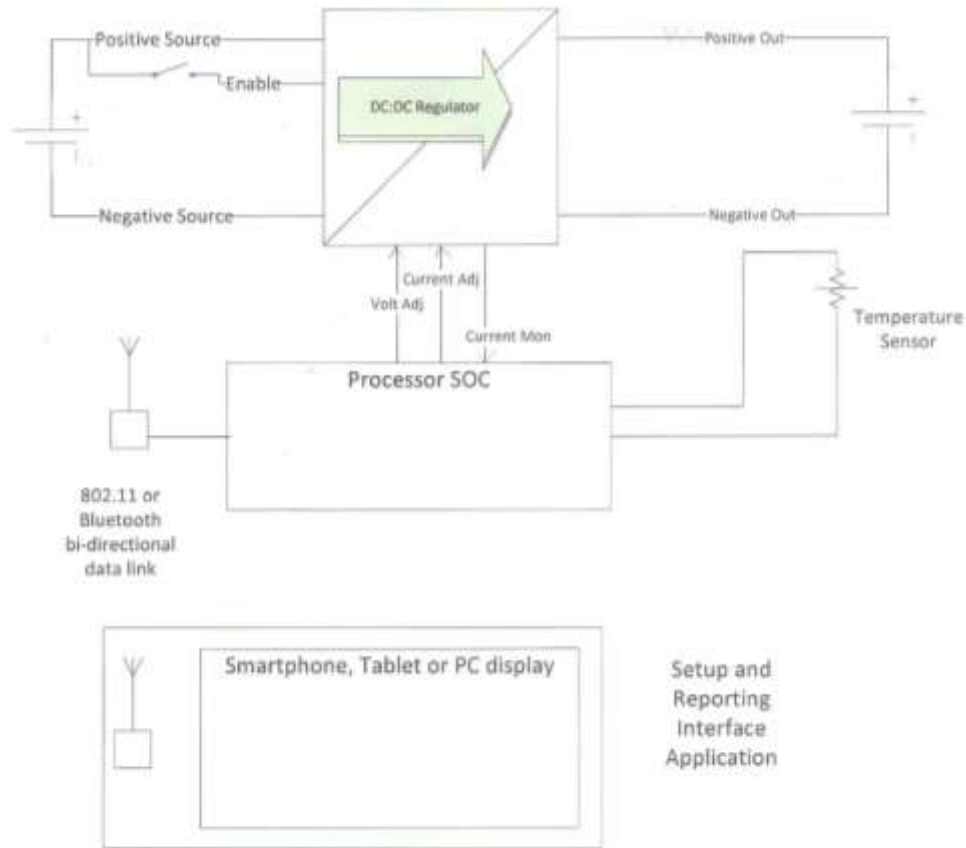 Positive Source
Positive Out
Enable
DC:DC Regulator
+
+
Negative Source
Negative Out
Current Adj
Volt Adj
Current Mon
Temperature
Sensor
Processor SOC
802.11 or
Bluetooth
bi-directional
data link
Smartphone, Tablet or PC display
Setup and
Reporting
Interface
Application